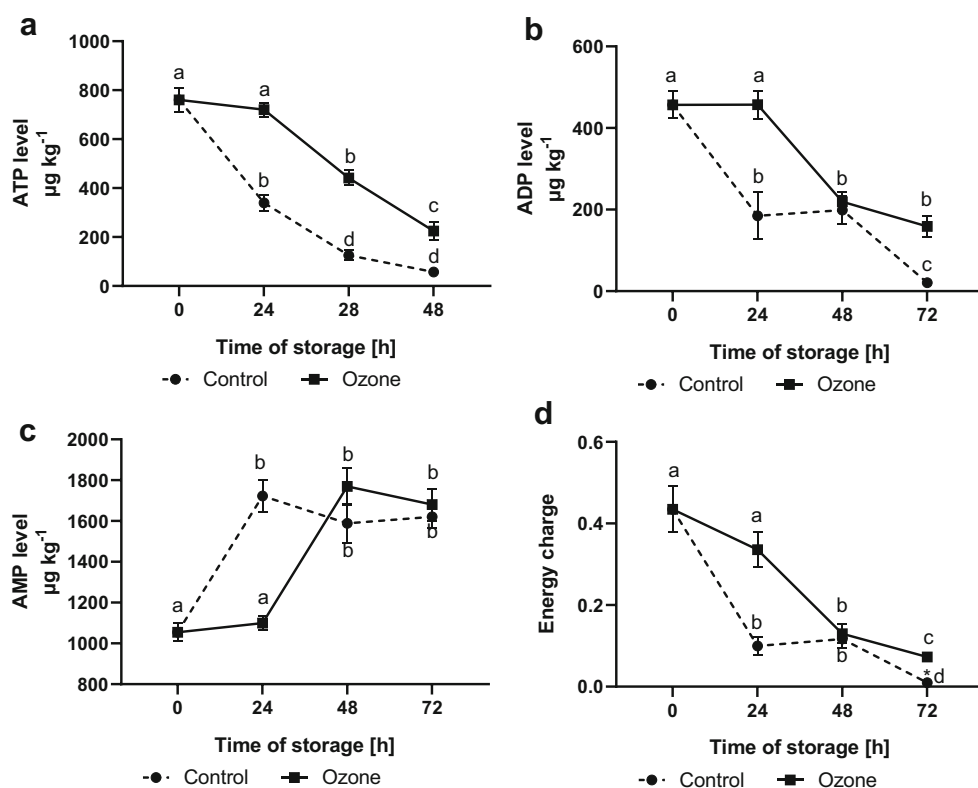 a
1000
800
600
400
200
0
ATP level
µg kg⁻¹
a
a
b
b
c
d
d
0 24 28 48
Time of storage [h]
Control Ozone
b
600
400
200
0
ADP level
µg kg⁻¹
a
a
b
b
b
c
0 24 48 72
Time of storage [h]
Control Ozone
c
2000
1800
1600
1400
1200
1000
800
AMP level
µg kg⁻¹
a
a
b
b
b
b
b
0 24 48 72
Time of storage [h]
Control Ozone
d
0.6
0.4
0.2
0.0
Energy charge
a
a
b
b
b
c
*d
0 24 48 72
Time of storage [h]
Control Ozone